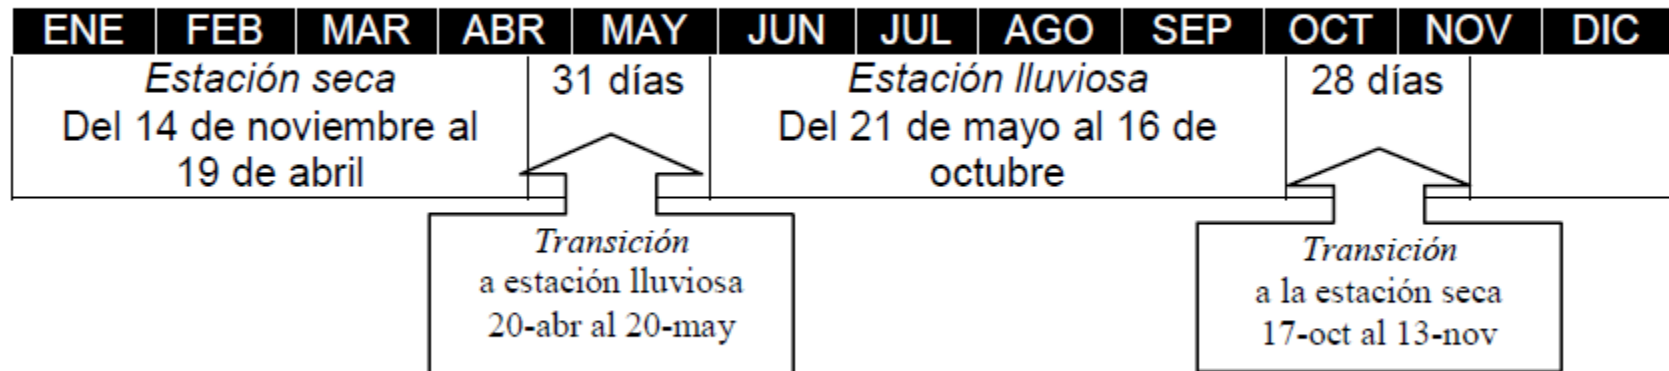 ENE FEB MAR ABR MAY JUN JUL AGO SEP OCT NOV DIC
Estación seca
Del 14 de noviembre al
19 de abril
31 días
Estación lluviosa
Del 21 de mayo al 16 de
octubre
28 días
Transición
a estación lluviosa
20-abr al 20-may
Transición
a la estación seca
17-oct al 13-nov